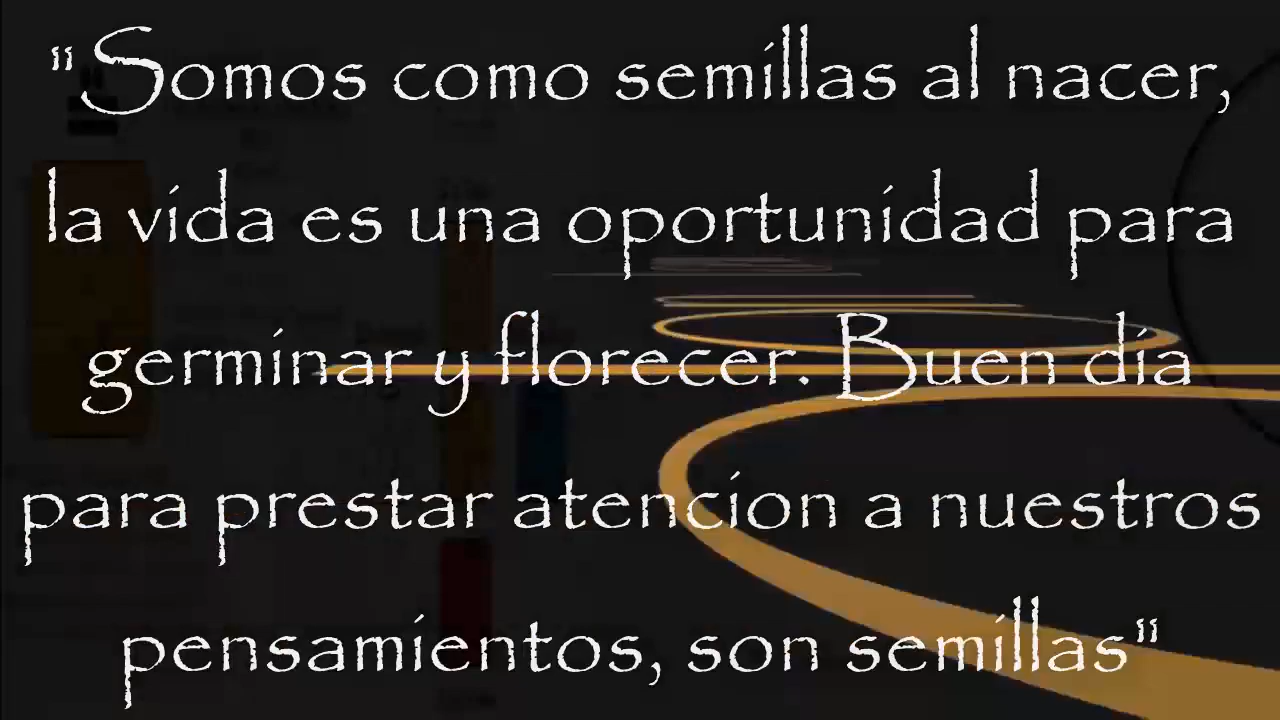 "Somos como semillas al nacer,
la vida es una oportunidad para
germinar y florecer. Buen dia
para prestar atencion a nuestros
pensamientos, son semillas"